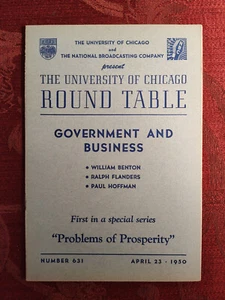 THE UNIVERSITY OF CHICAGO
and
THE NATIONAL BROADCASTING COMPANY
present
THE UNIVERSITY OF CHICAGO
ROUND TABLE
GOVERNMENT AND
BUSINESS
• WILLIAM BENTON
• RALPH FLANDERS
• PAUL HOFFMAN
First in a special series
"Problems of Prosperity"
NUMBER 631
APRIL 23 - 1950